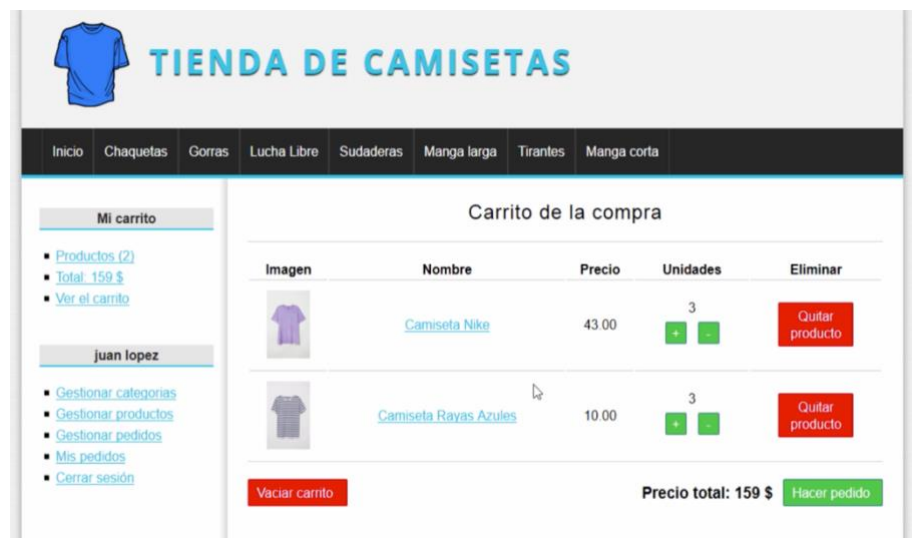 TIENDA DE CAMISETAS
Inicio Chaquetas Gorras Lucha Libre Sudaderas Manga larga Tirantes Manga corta
Mi carrito
Productos (2)
Total: 159 $
Ver el carrito
juan lopez
Gestionar categorias
Gestionar productos
Gestionar pedidos
Mis pedidos
Cerrar sesión
Carrito de la compra
Imagen Nombre Precio Unidades Eliminar
Camiseta Nike 43.00 3 Quitar producto
+ -
Camiseta Rayas Azules 10.00 3 Quitar producto
+ -
Vaciar carrito Precio total: 159 $ Hacer pedido